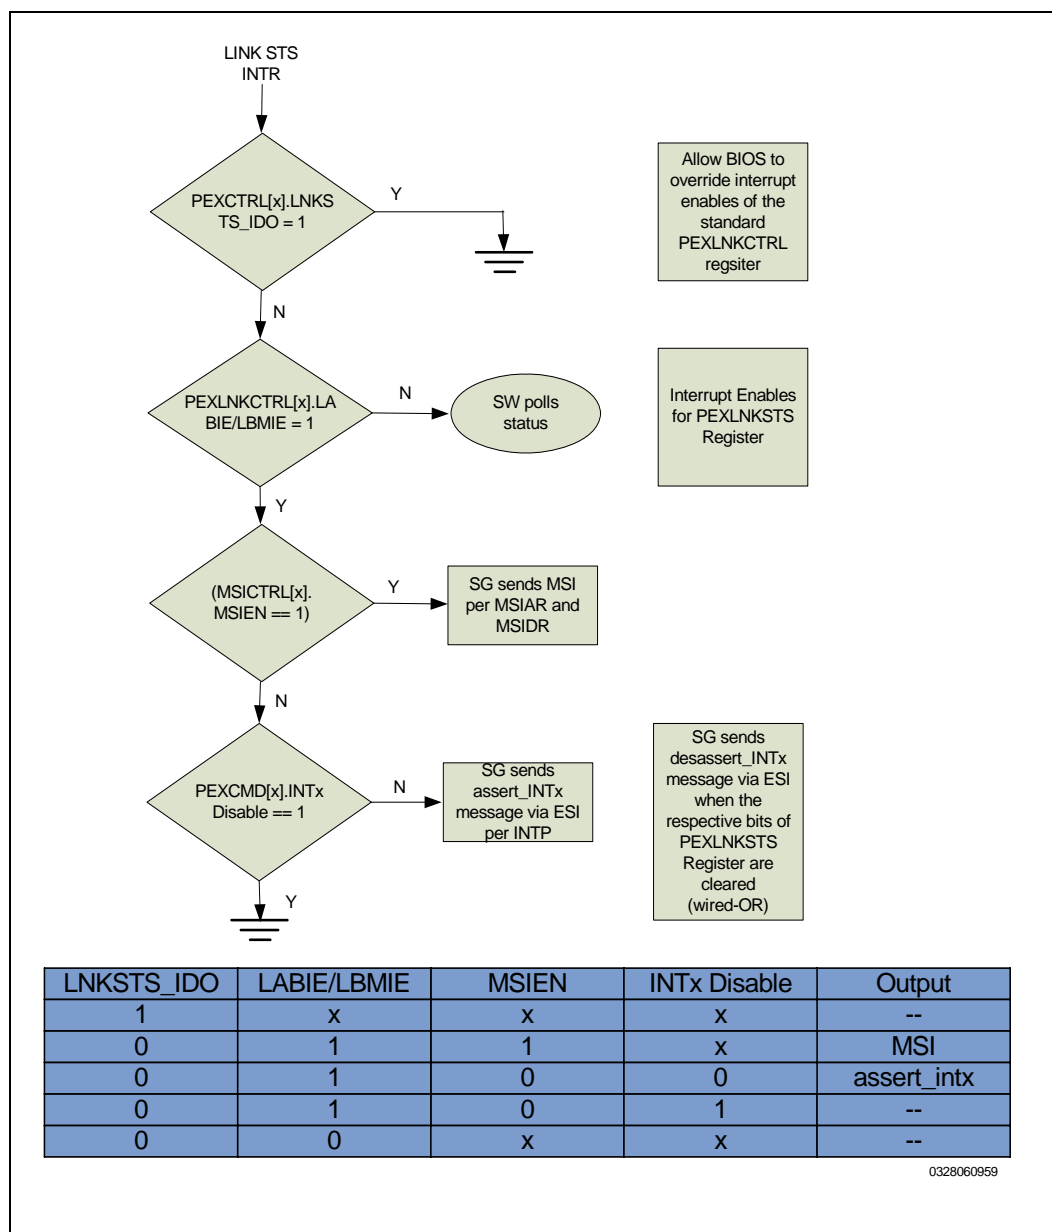 LINK STS
INTR
PEXCTRL[x].LNKS
TS_IDO = 1
Y
Allow BIOS to
override interrupt
enables of the
standard
PEXLNKCTRL
regsiter
N
PEXLNKCTRL[x].LA
BIE/LBMIE = 1
N
SW polls
status
Interrupt Enables
for PEXLNKSTS
Register
Y
(MSICTRL[x].
MSIEN == 1)
Y
SG sends MSI
per MSIAR and
MSIDR
N
PEXCMD[x].INTx
Disable == 1
N
SG sends
assert_INTx
message via ESI
per INTP
SG sends
desassert_INTx
message via ESI
when the
respective bits of
PEXLNKSTS
Register are
cleared
(wired-OR)
Y
LNKSTS_IDO LABIE/LBMIE MSIEN INTx Disable Output
1 x x x --
0 1 1 x MSI
0 1 0 0 assert_intx
0 1 0 1 --
0 0 x x --
0328060959